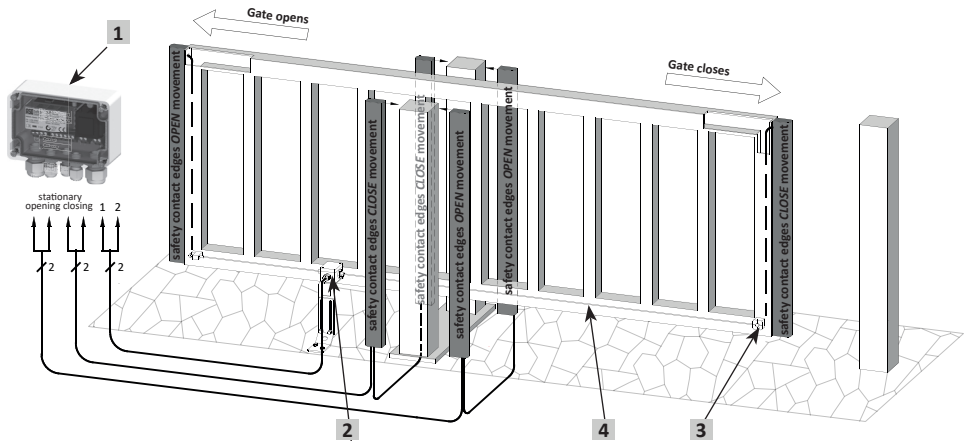 Gate opens
1
Gate closes
safety contact edges OPEN movement
safety contact edges CLOSE movement
safety contact edges CLOSE movement
safety contact edges OPEN movement
safety contact edges OPEN movement
safety contact edges CLOSE movement
stationary
opening closing 1 2
2 2 2
2
4
3